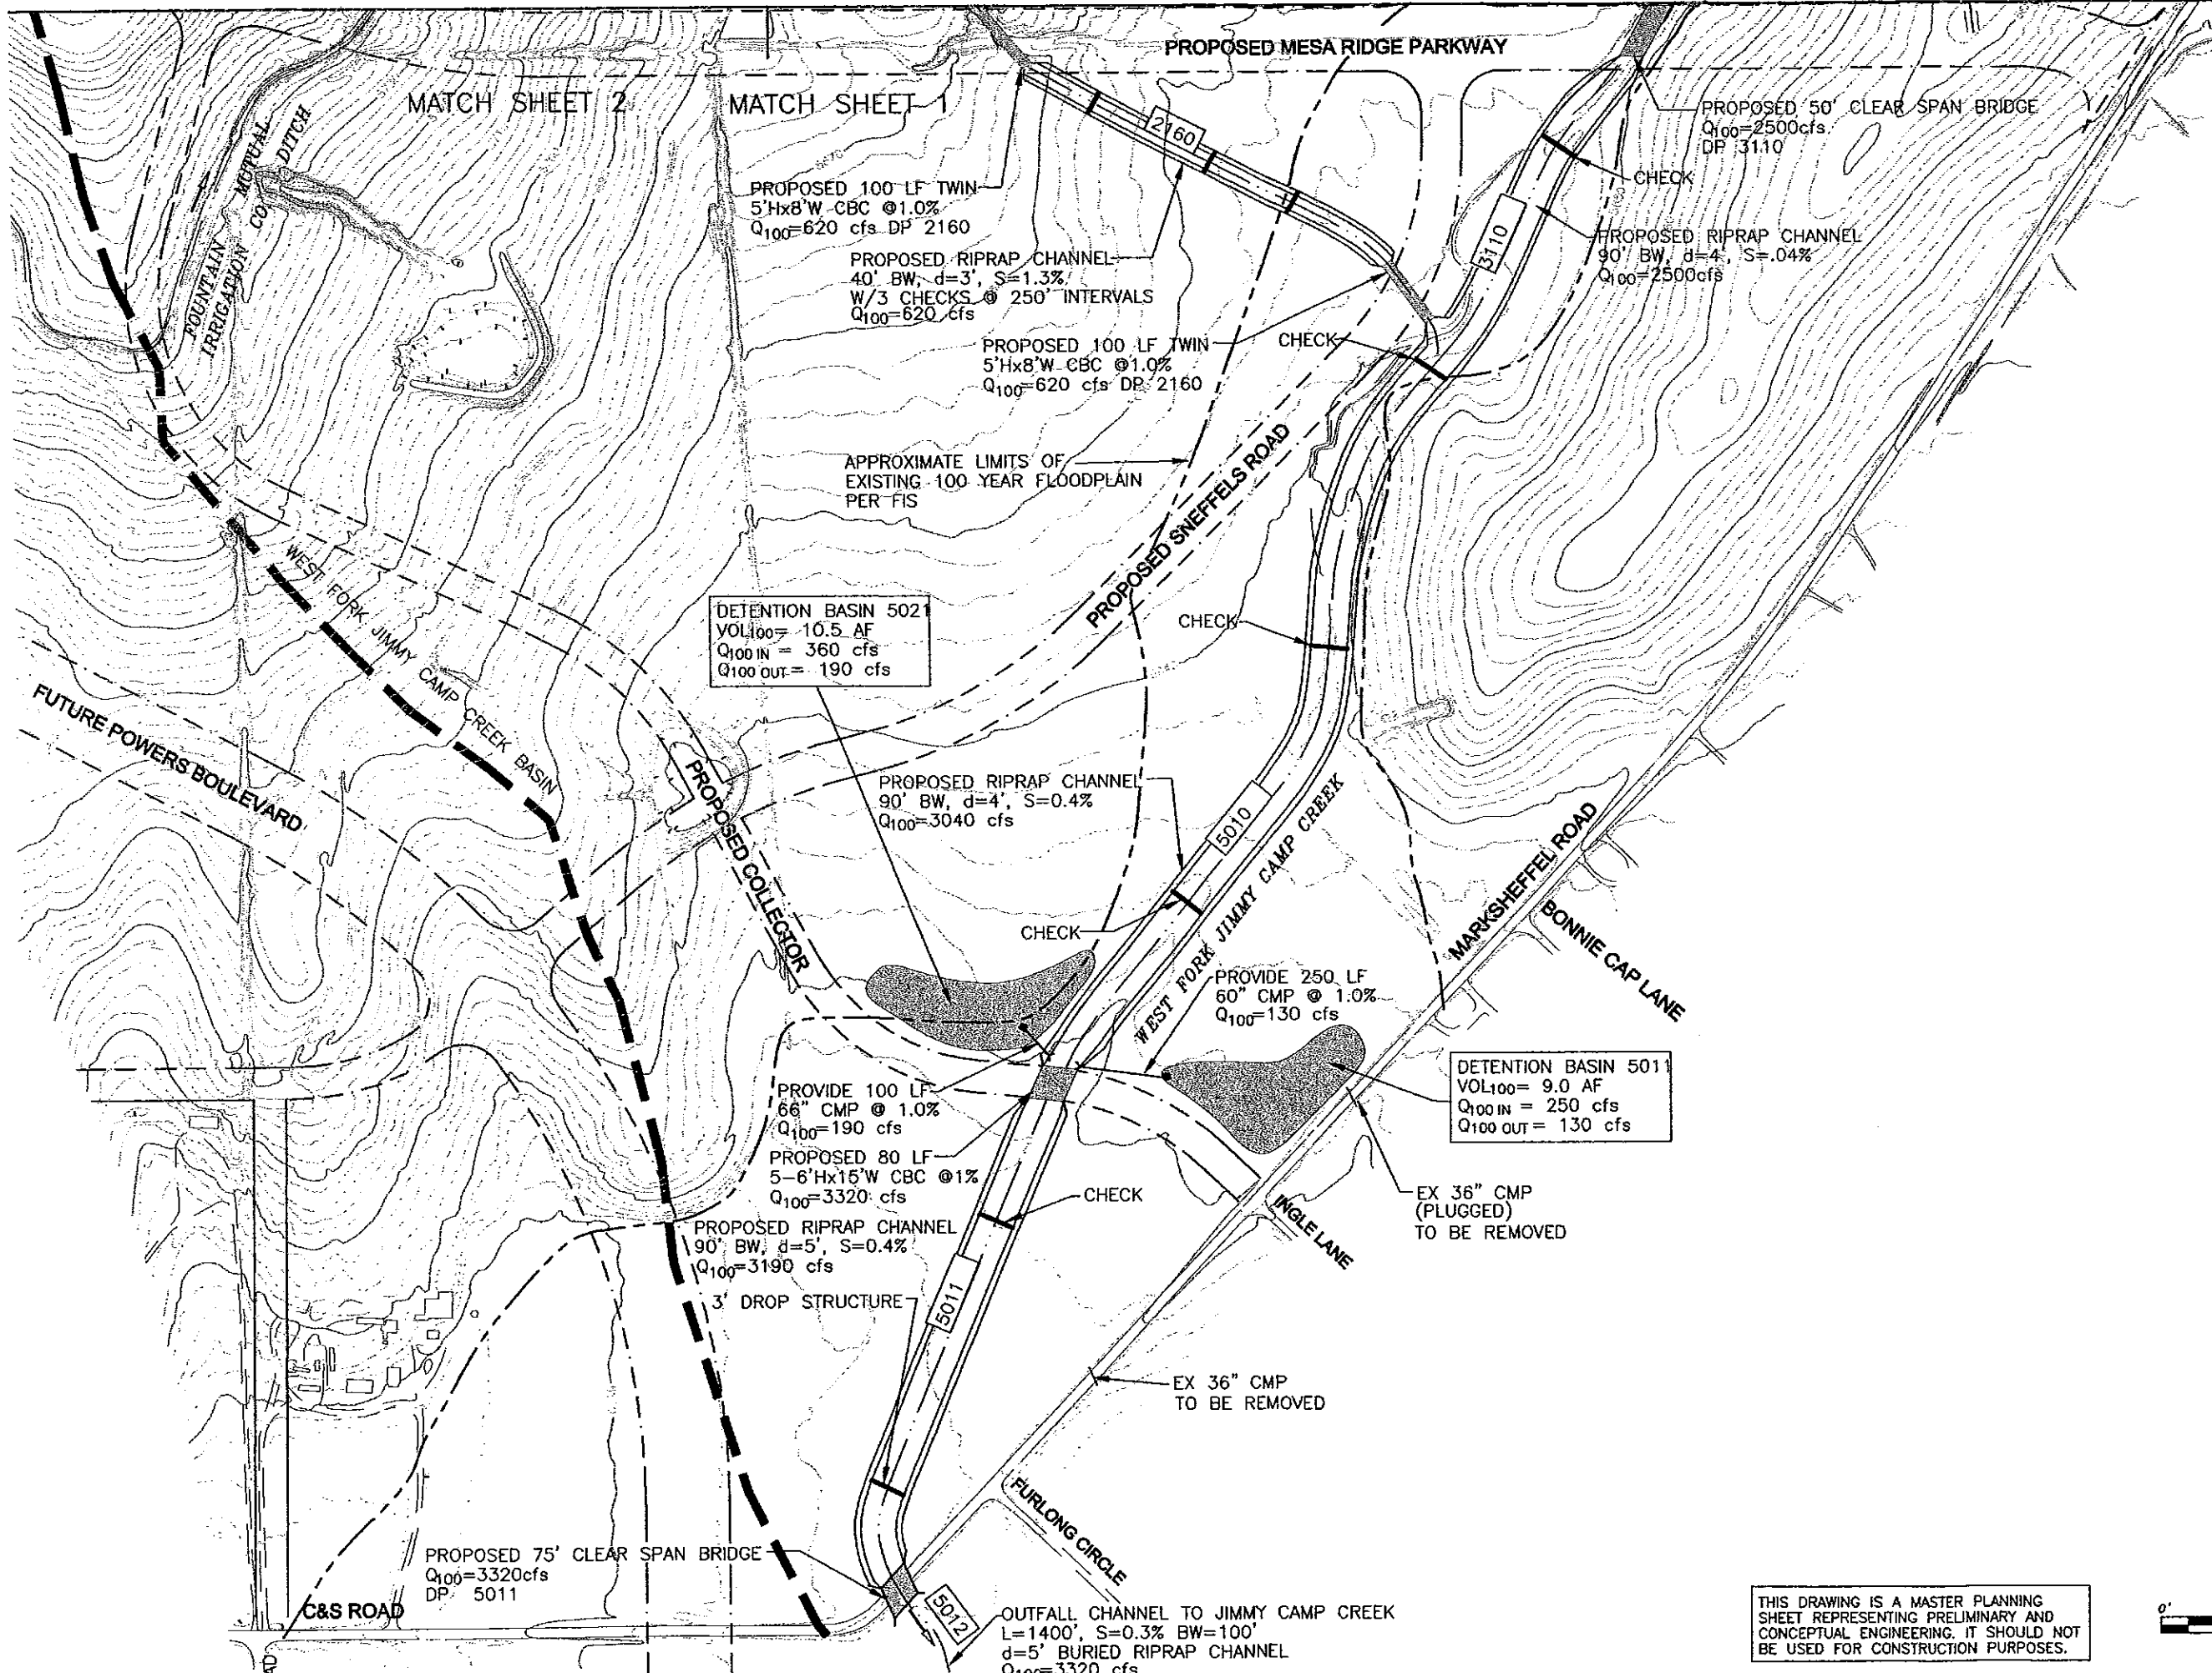 PROPOSED MESA RIDGE PARKWAY
MATCH SHEET 2
MATCH SHEET 1
FOUNTAIN MUTUAL
IRRIGATION CO DITCH
2160
PROPOSED 50' CLEAR SPAN BRIDGE
Q100=2500cfs
DP 3110
CHECK
PROPOSED 100 LF TWIN
5'Hx8'W CBC @1.0%
Q100=620 cfs DP 2160
3110
PROPOSED RIPRAP CHANNEL
90' BW, d=4', S=.04%
Q100=2500cfs
PROPOSED RIPRAP CHANNEL
40' BW, d=3', S=1.3%
W/3 CHECKS @ 250' INTERVALS
Q100=620 cfs
PROPOSED 100 LF TWIN
5'Hx8'W CBC @1.0%
Q100=620 cfs DP 2160
CHECK
APPROXIMATE LIMITS OF
EXISTING 100 YEAR FLOODPLAIN
PER FIS
PROPOSED SNEFFELS ROAD
WEST FORK JIMMY CAMP CREEK BASIN
DETENTION BASIN 5021
VOL100= 10.5 AF
Q100 IN = 360 cfs
Q100 OUT = 190 cfs
CHECK
FUTURE POWERS BOULEVARD
PROPOSED COLLECTOR
PROPOSED RIPRAP CHANNEL
90' BW, d=4', S=0.4%
Q100=3040 cfs
5010
WEST FORK JIMMY CAMP CREEK
MARKSHEFFEL ROAD
BONNIE CAP LANE
CHECK
PROVIDE 250 LF
60" CMP @ 1.0%
Q100=130 cfs
DETENTION BASIN 5011
VOL100= 9.0 AF
Q100 IN = 250 cfs
Q100 OUT = 130 cfs
PROVIDE 100 LF
66" CMP @ 1.0%
Q100=190 cfs
PROPOSED 80 LF
5-6'Hx15'W CBC @1%
Q100=3320 cfs
CHECK
EX 36" CMP
(PLUGGED)
TO BE REMOVED
INGLE LANE
PROPOSED RIPRAP CHANNEL
90' BW, d=5', S=0.4%
Q100=3190 cfs
3' DROP STRUCTURE
5011
EX 36" CMP
TO BE REMOVED
FURLONG CIRCLE
PROPOSED 75' CLEAR SPAN BRIDGE
Q100=3320cfs
DP 5011
C&S ROAD
5012
OUTFALL CHANNEL TO JIMMY CAMP CREEK
L=1400', S=0.3% BW=100'
d=5' BURIED RIPRAP CHANNEL
Q100=3320 cfs
THIS DRAWING IS A MASTER PLANNING
SHEET REPRESENTING PRELIMINARY AND
CONCEPTUAL ENGINEERING. IT SHOULD NOT
BE USED FOR CONSTRUCTION PURPOSES.
0'